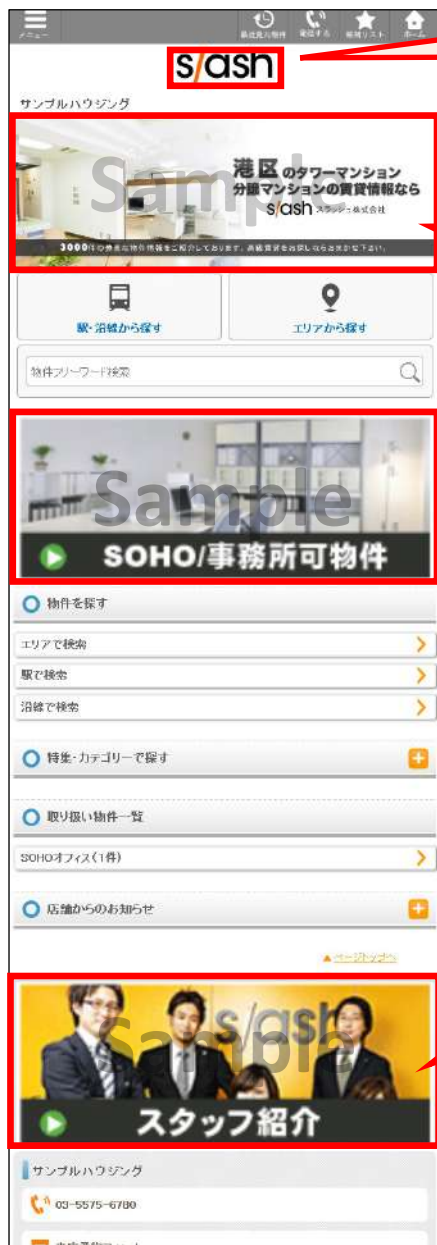 メニュー
最近見た物件 電話する 候補リスト ホーム
s/ash
サンプルハウジング
Sample
港区のタワーマンション
分譲マンションの賃貸情報なら
s/ash スラッシュ株式会社
駅・沿線から探す エリアから探す
物件フリーワード検索
Sample
SOHO/事務所可物件
物件を探す
エリアで検索
駅で検索
沿線で検索
特集・カテゴリーで探す
取り扱い物件一覧
SOHOオフィス(1件)
店舗からのお知らせ
▲ページトップへ
s/ash
Sample
スタッフ紹介
サンプルハウジング
03-5575-6780